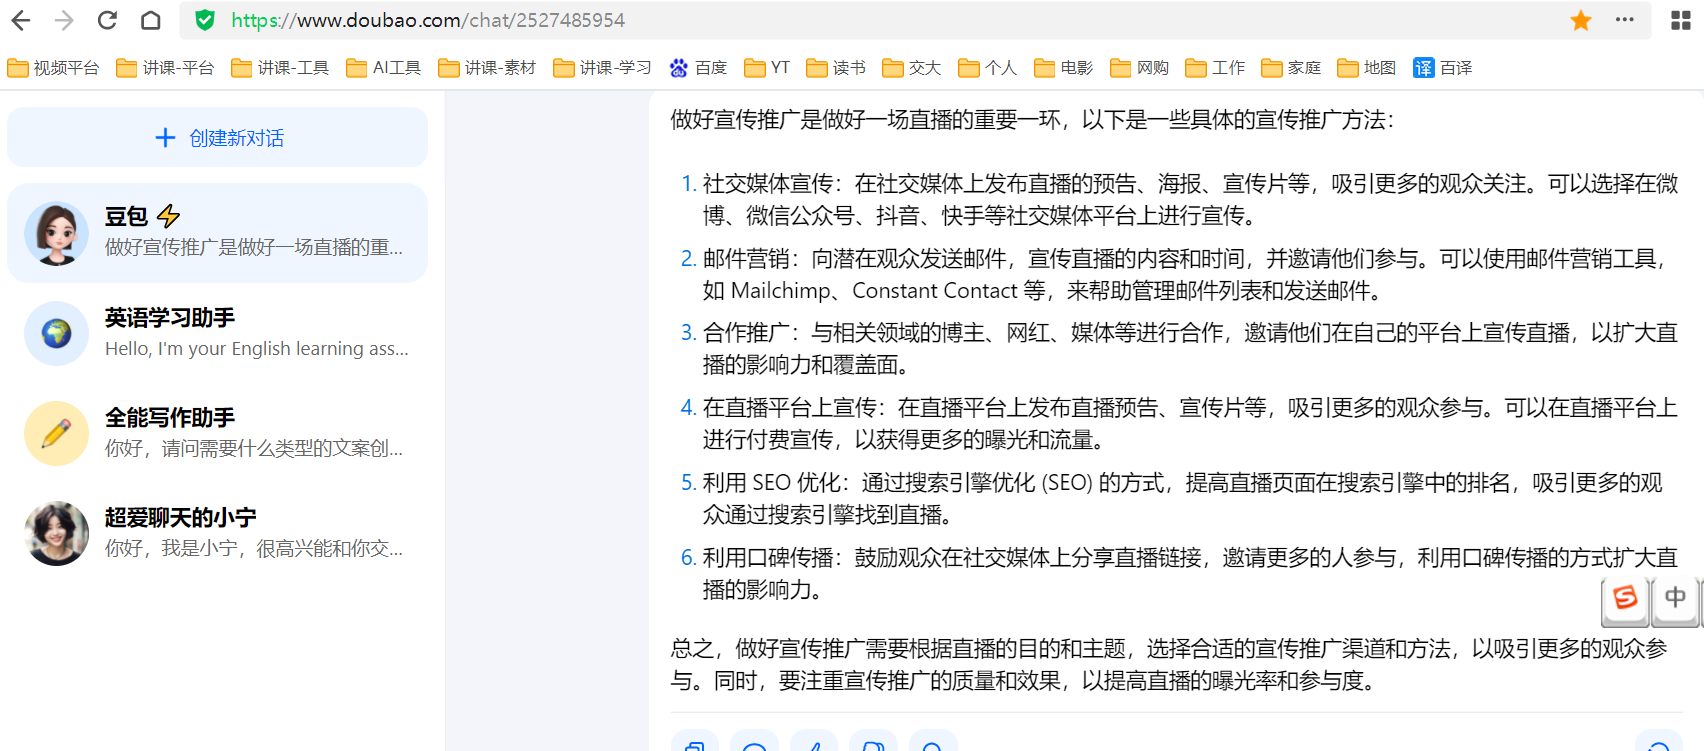 https://www.doubao.com/chat/2527485954
视频平台 讲课-平台 讲课-工具 AI工具 讲课-素材 讲课-学习 百度 YT 读书 交大 个人 电影 网购 工作 家庭 地图 译 百译
创建新对话
豆包
做好宣传推广是做好一场直播的重...
英语学习助手
Hello, I'm your English learning ass...
全能写作助手
你好，请问需要什么类型的文案创...
超爱聊天的小宁
你好，我是小宁，很高兴能和你交...
做好宣传推广是做好一场直播的重要一环，以下是一些具体的宣传推广方法：
1. 社交媒体宣传：在社交媒体上发布直播的预告、海报、宣传片等，吸引更多的观众关注。可以选择在微
博、微信公众号、抖音、快手等社交媒体平台上进行宣传。
2. 邮件营销：向潜在观众发送邮件，宣传直播的内容和时间，并邀请他们参与。可以使用邮件营销工具，
如 Mailchimp、Constant Contact 等，来帮助管理邮件列表和发送邮件。
3. 合作推广：与相关领域的博主、网红、媒体等进行合作，邀请他们在自己的平台上宣传直播，以扩大直
播的影响力和覆盖面。
4. 在直播平台上宣传：在直播平台上发布直播预告、宣传片等，吸引更多的观众参与。可以在直播平台上
进行付费宣传，以获得更多的曝光和流量。
5. 利用 SEO 优化：通过搜索引擎优化 (SEO) 的方式，提高直播页面在搜索引擎中的排名，吸引更多的观
众通过搜索引擎找到直播。
6. 利用口碑传播：鼓励观众在社交媒体上分享直播链接，邀请更多的人参与，利用口碑传播的方式扩大直
播的影响力。
中
总之，做好宣传推广需要根据直播的目的和主题，选择合适的宣传推广渠道和方法，以吸引更多的观众参
与。同时，要注重宣传推广的质量和效果，以提高直播的曝光率和参与度。